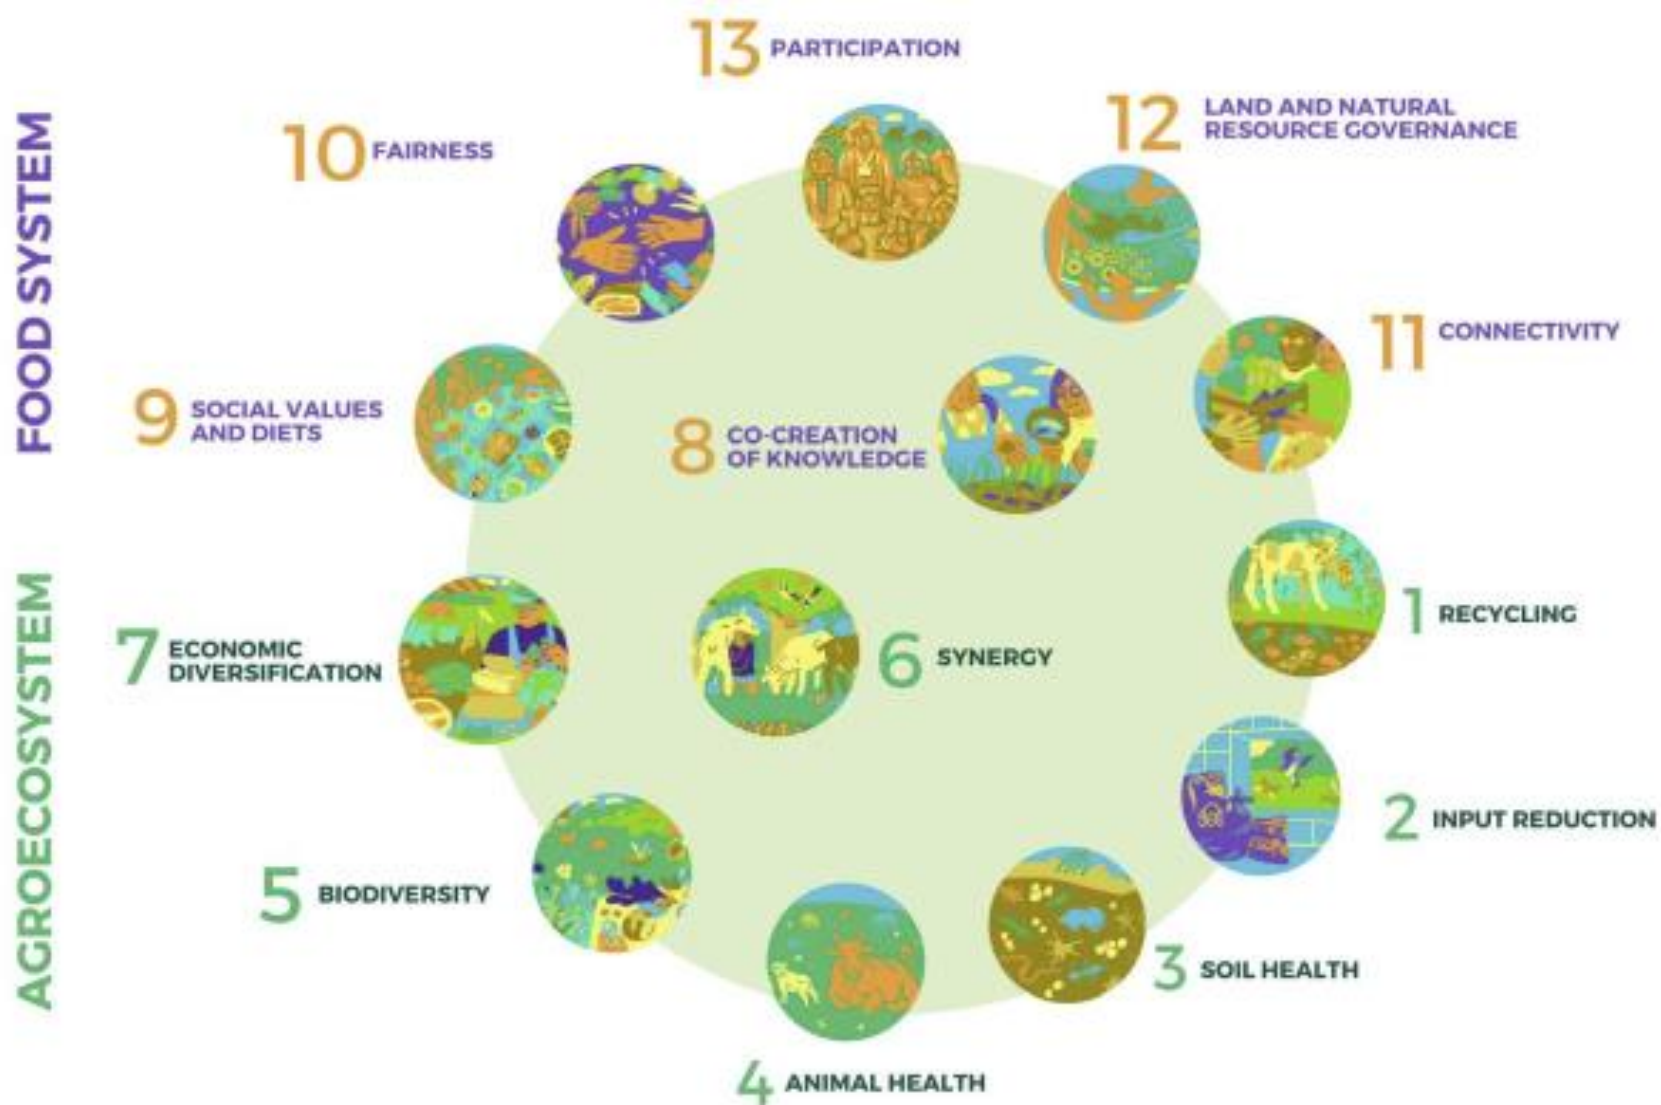 13 PARTICIPATION
12 LAND AND NATURAL
RESOURCE GOVERNANCE
10 FAIRNESS
11 CONNECTIVITY
9 SOCIAL VALUES
AND DIETS
8 CO-CREATION
OF KNOWLEDGE
FOOD SYSTEM
1 RECYCLING
7 ECONOMIC
DIVERSIFICATION
6 SYNERGY
2 INPUT REDUCTION
5 BIODIVERSITY
3 SOIL HEALTH
4 ANIMAL HEALTH
AGROECOSYSTEM